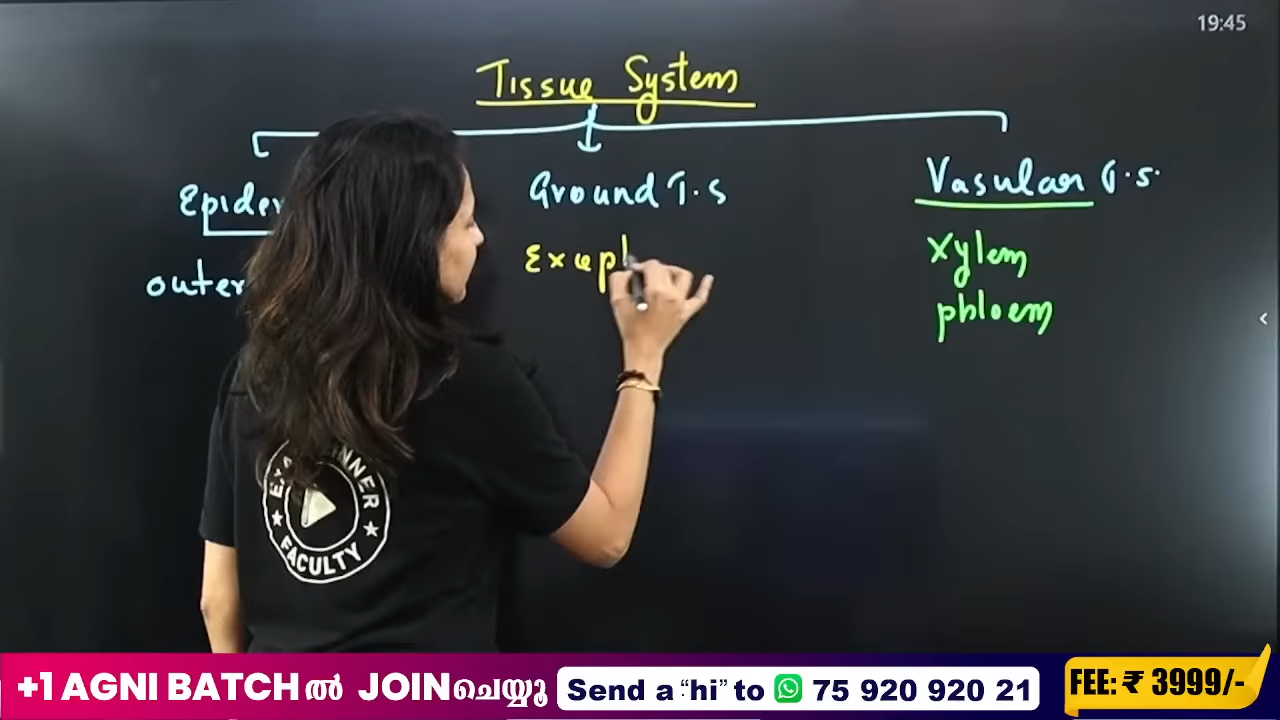 19:45
Tissue System
Epider
Ground T.S
Vasular T.S.
outer
Exepl
xylem
phloem
FACULTY
+1 AGNI BATCHൽ JOINചെയ്യൂ
Send a “hi” to 75 920 920 21
FEE: ₹ 3999/-